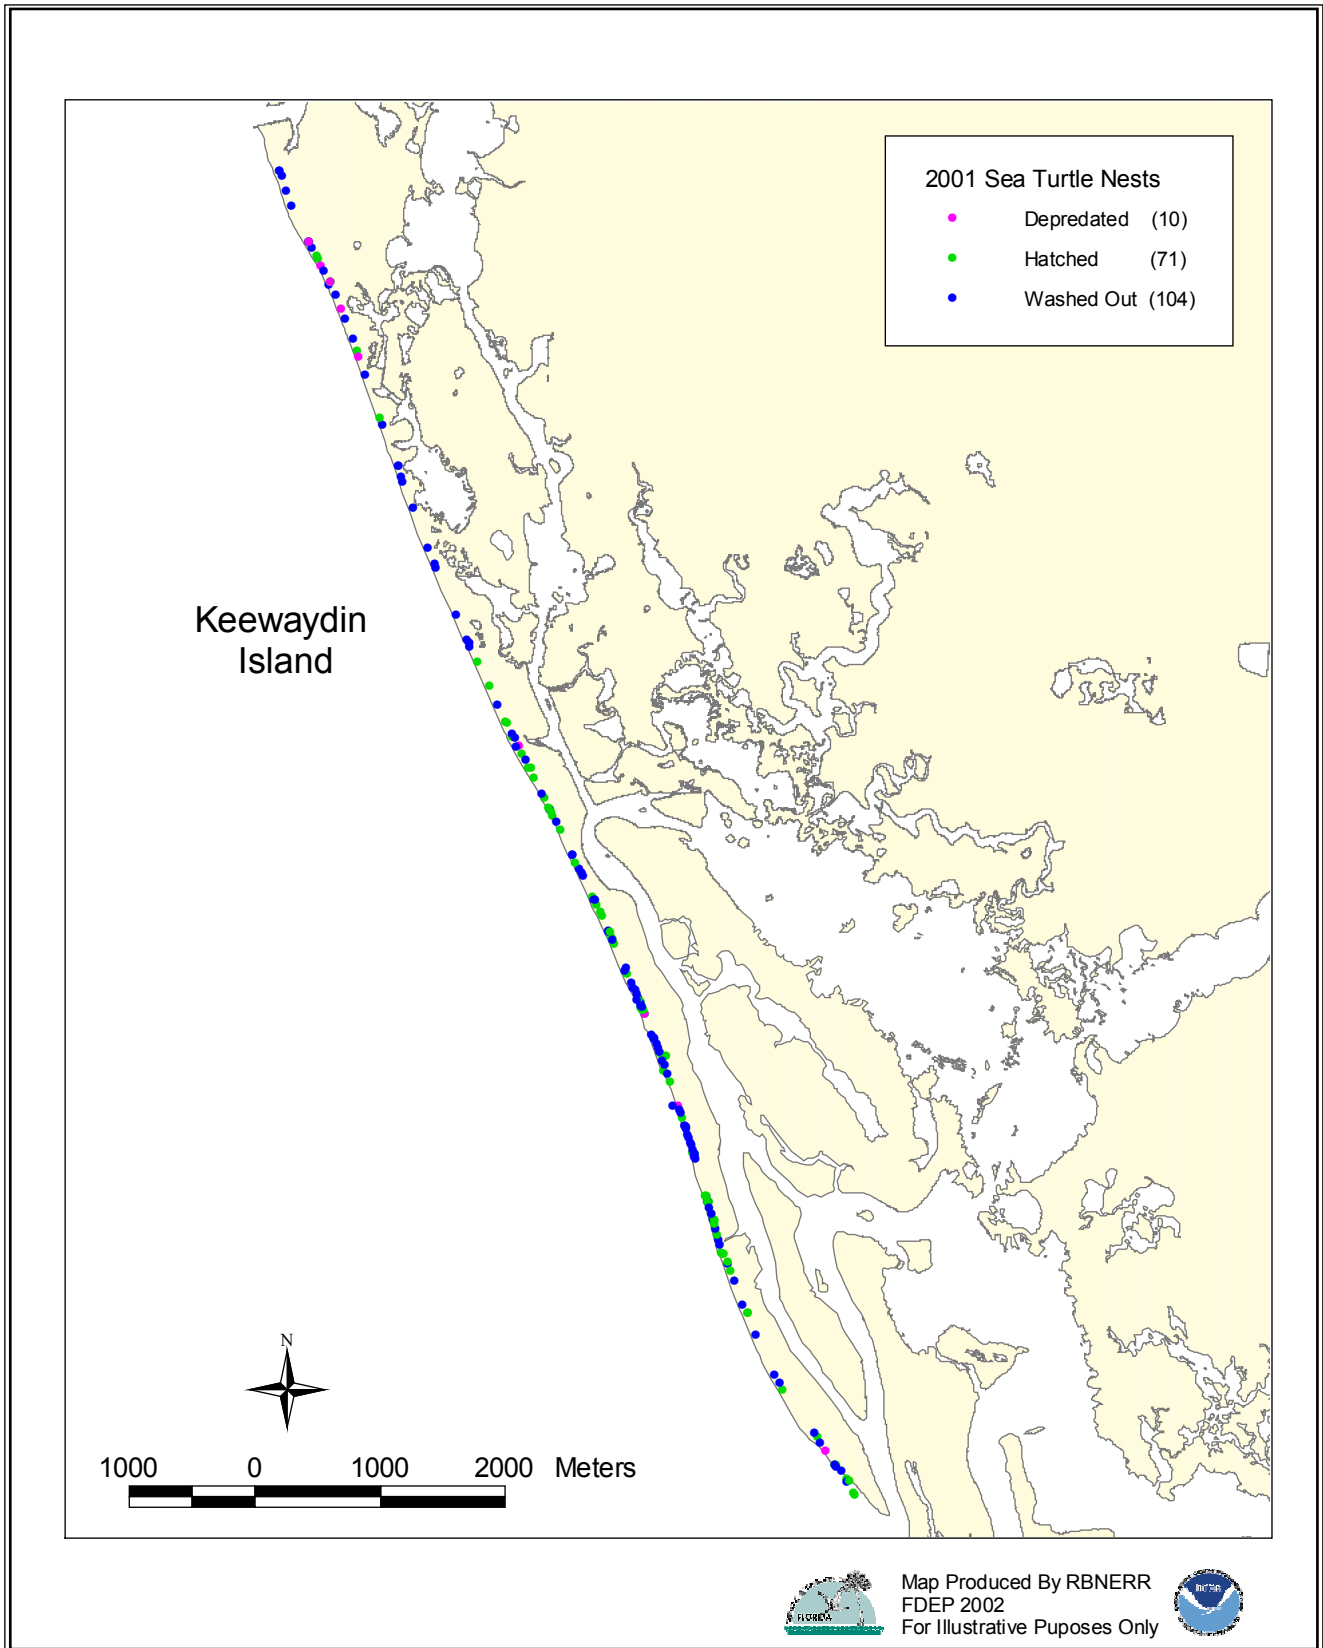 2001 Sea Turtle Nests
Depredated (10)
Hatched (71)
Washed Out (104)
Keewaydin
Island
N
1000 0 1000 2000 Meters
FLORIDA
Map Produced By RBNERR
FDEP 2002
For Illustrative Puposes Only